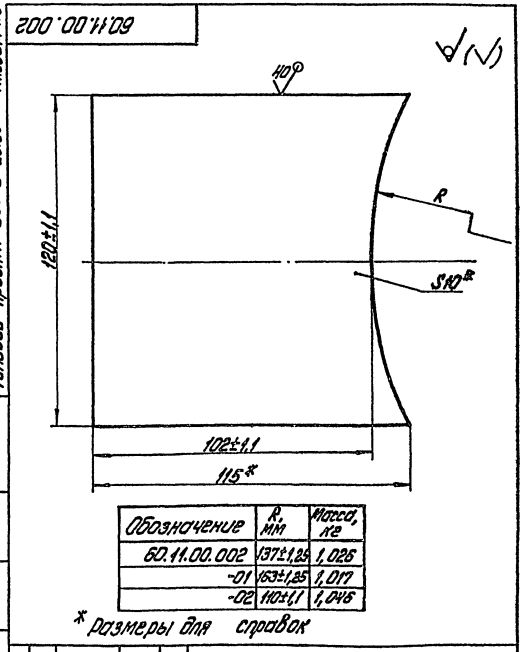 60.11.00.002
√(√)
40
120±1,1
R
S10*
102±1,1
115*
Обозначение R, мм Масса, кг
60.11.00.002 137±1,25 1,026
-01 163±1,25 1,017
-02 110±1,1 1,046
* Размеры для справок